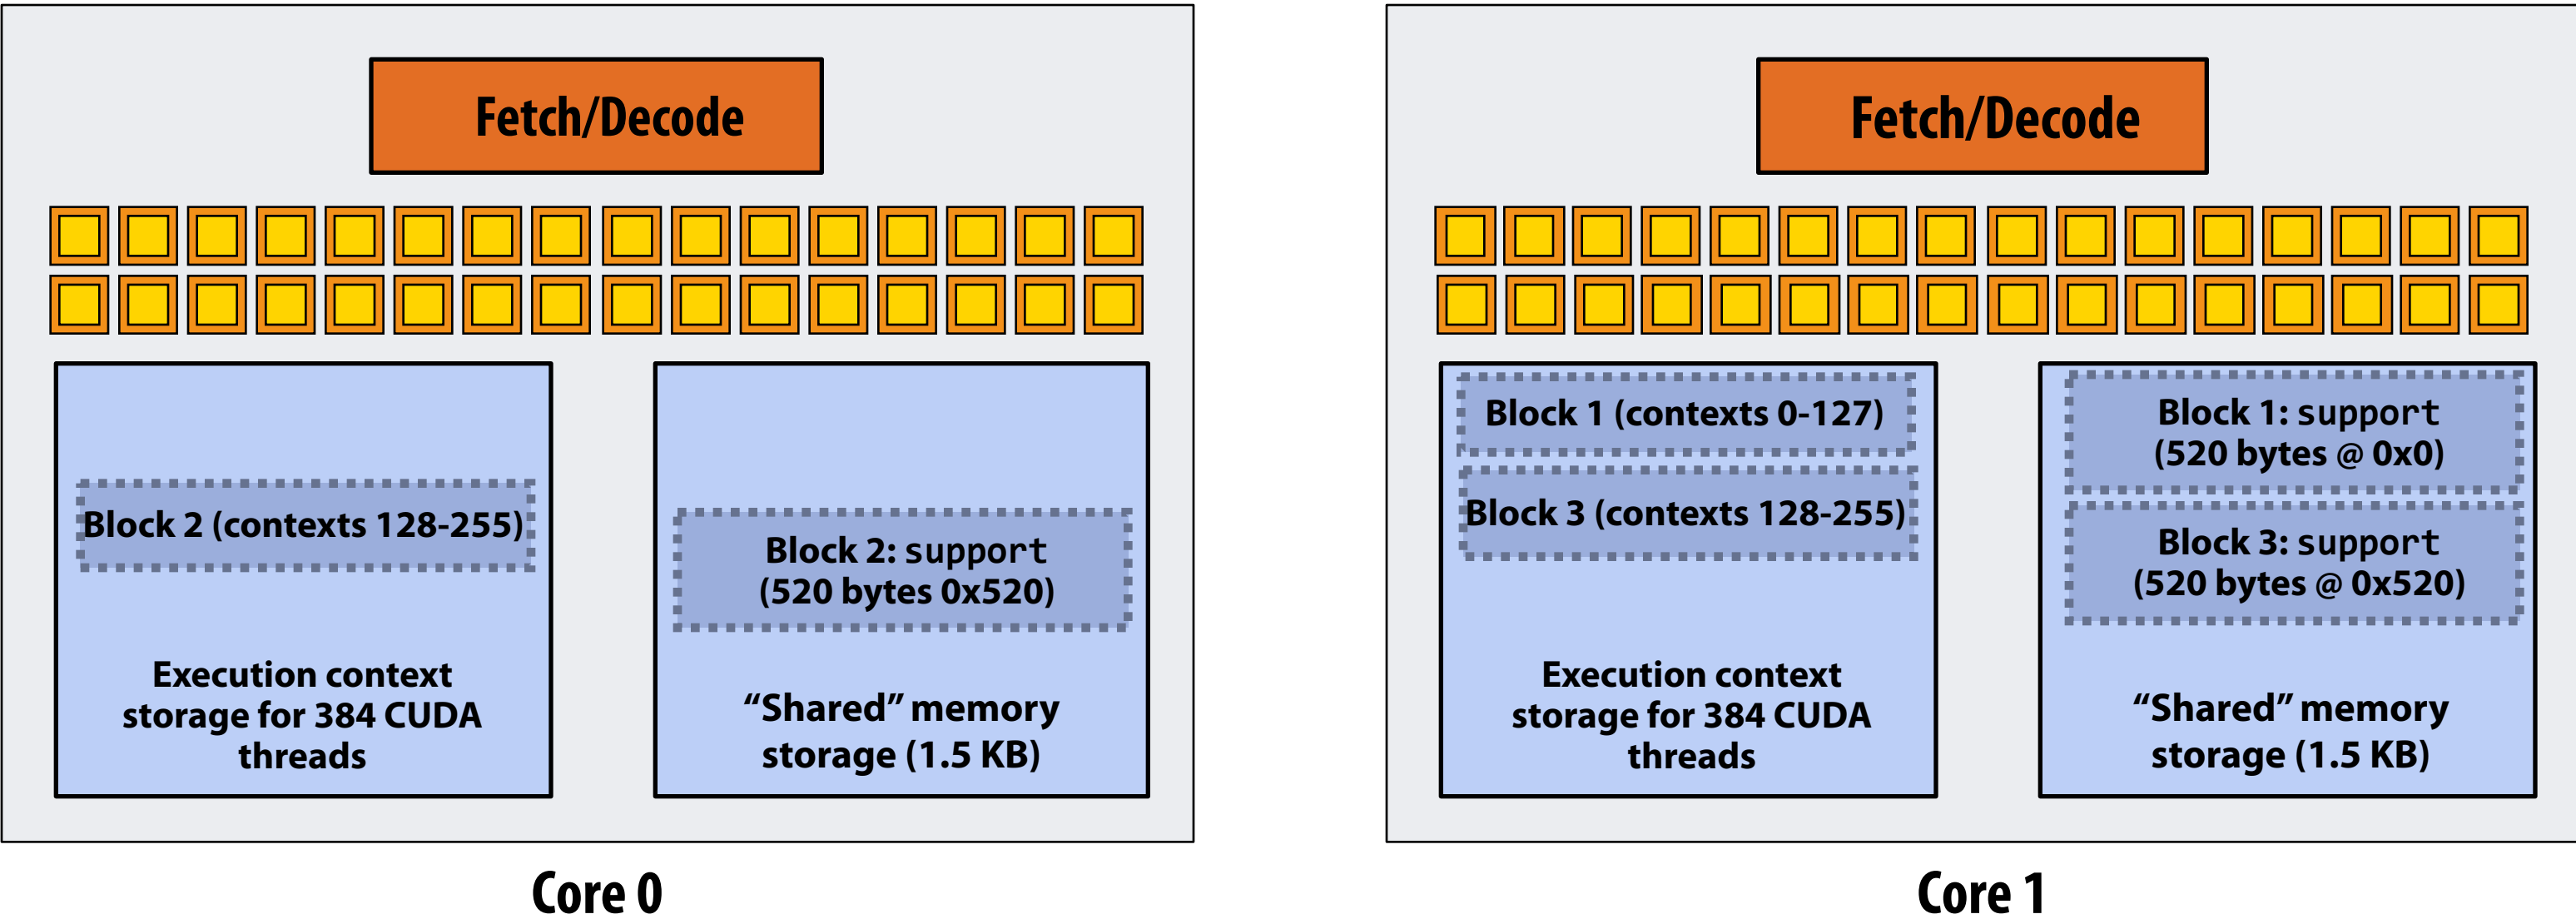 Fetch/Decode
Block 2 (contexts 128-255)
Execution context
storage for 384 CUDA
threads
Block 2: support
(520 bytes 0x520)
“Shared” memory
storage (1.5 KB)
Core 0
Fetch/Decode
Block 1 (contexts 0-127)
Block 3 (contexts 128-255)
Execution context
storage for 384 CUDA
threads
Block 1: support
(520 bytes @ 0x0)
Block 3: support
(520 bytes @ 0x520)
“Shared” memory
storage (1.5 KB)
Core 1